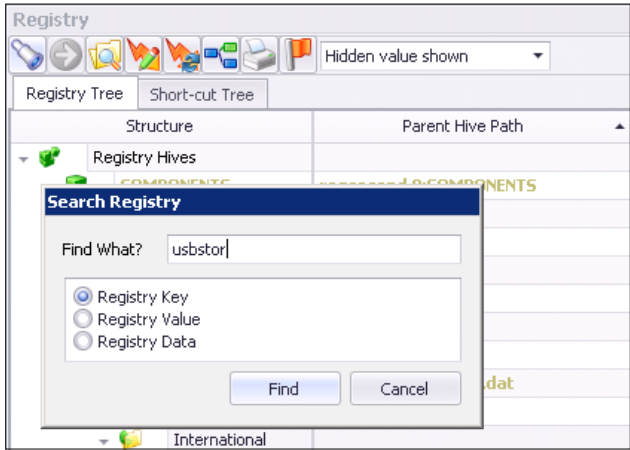 Registry
Hidden value shown
Registry Tree Short-cut Tree
Structure Parent Hive Path
Registry Hives
COMPONENTS COMPONENTS
Search Registry
Find What? usbstor
Registry Key
Registry Value
Registry Data
Find Cancel
.dat
International